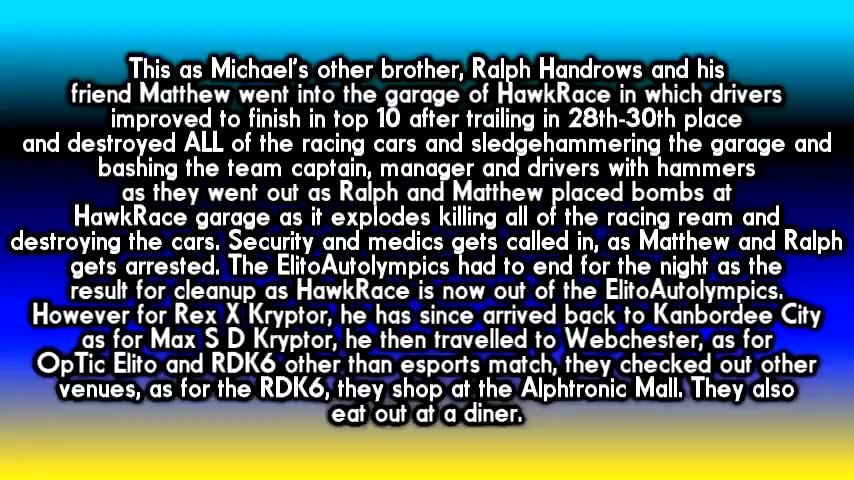 This as Michael's other brother, Ralph Handrows and his
friend Matthew went into the garage of HawkRace in which drivers
improved to finish in top 10 after trailing in 28th-30th place
and destroyed ALL of the racing cars and sledgehammering the garage and
bashing the team captain, manager and drivers with hammers
as they went out as Ralph and Matthew placed bombs at
HawkRace garage as it explodes killing all of the racing ream and
destroying the cars. Security and medics gets called in, as Matthew and Ralph
gets arrested. The ElitoAutolympics had to end for the night as the
result for cleanup as HawkRace is now out of the ElitoAutolympics.
However for Rex X Kryptor, he has since arrived back to Kanbordee City
as for Max S D Kryptor, he then travelled to Webchester, as for
OpTic Elito and RDK6 other than esports match, they checked out other
venues, as for the RDK6, they shop at the Alphtronic Mall. They also
eat out at a diner.